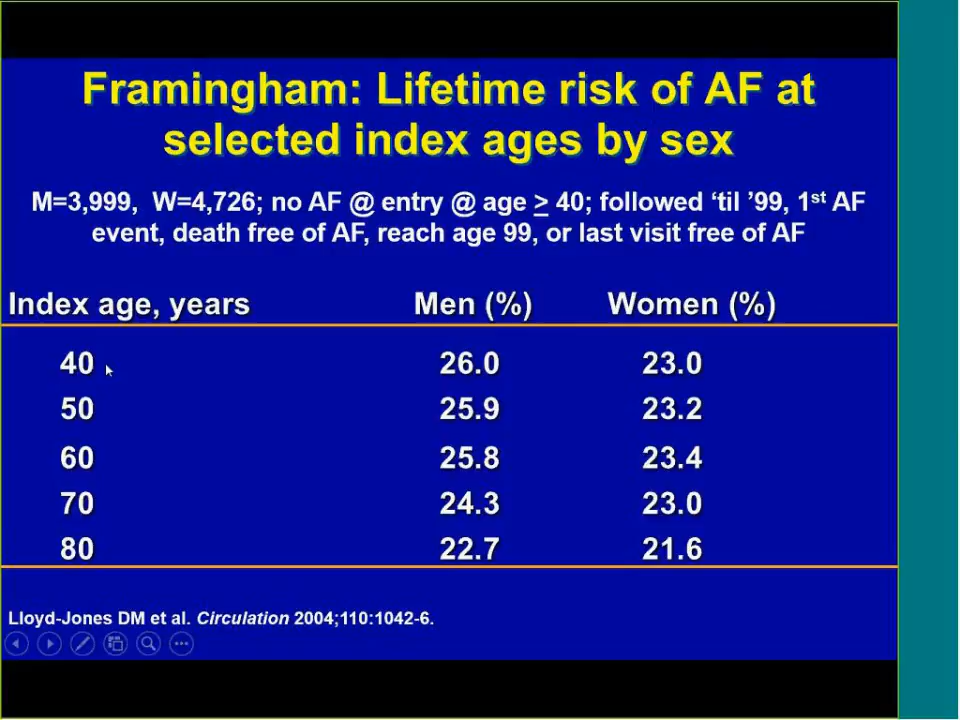 Framingham: Lifetime risk of AF at
selected index ages by sex
M=3,999, W=4,726; no AF @ entry @ age ≥ 40; followed ‘til ’99, 1st AF
event, death free of AF, reach age 99, or last visit free of AF
Index age, years Men (%) Women (%)
40 26.0 23.0
50 25.9 23.2
60 25.8 23.4
70 24.3 23.0
80 22.7 21.6
Lloyd-Jones DM et al. Circulation 2004;110:1042-6.